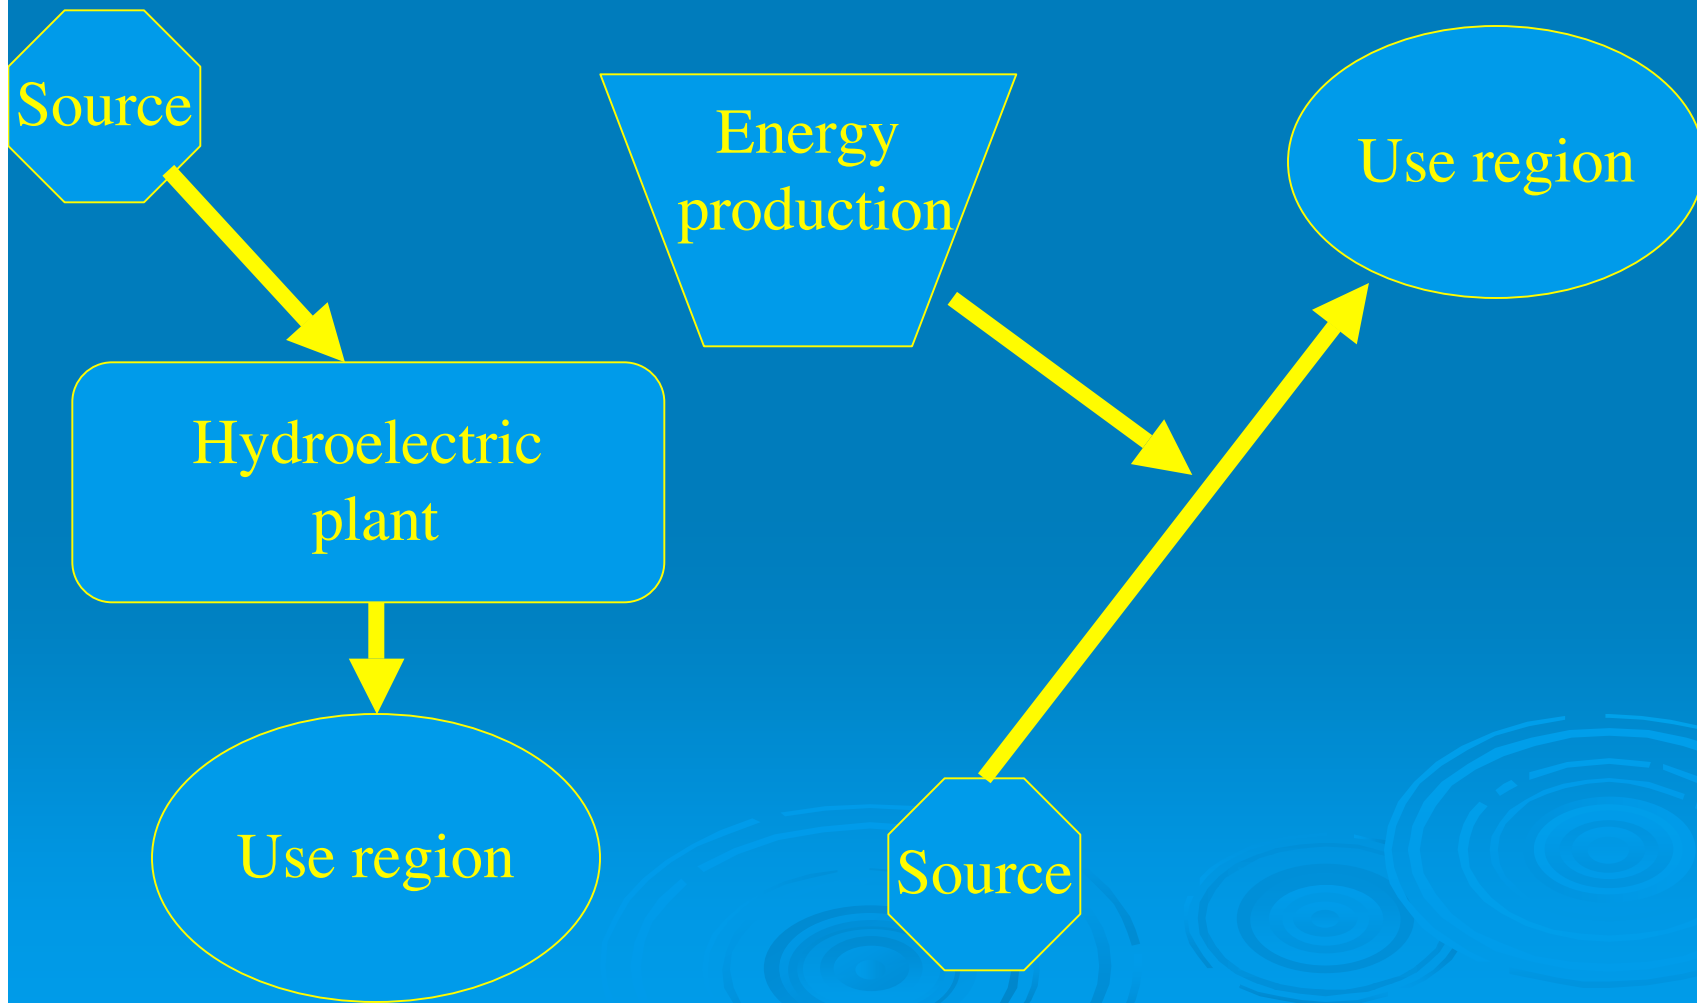 Source
Energy
production
Use region
Hydroelectric
plant
Use region
Source